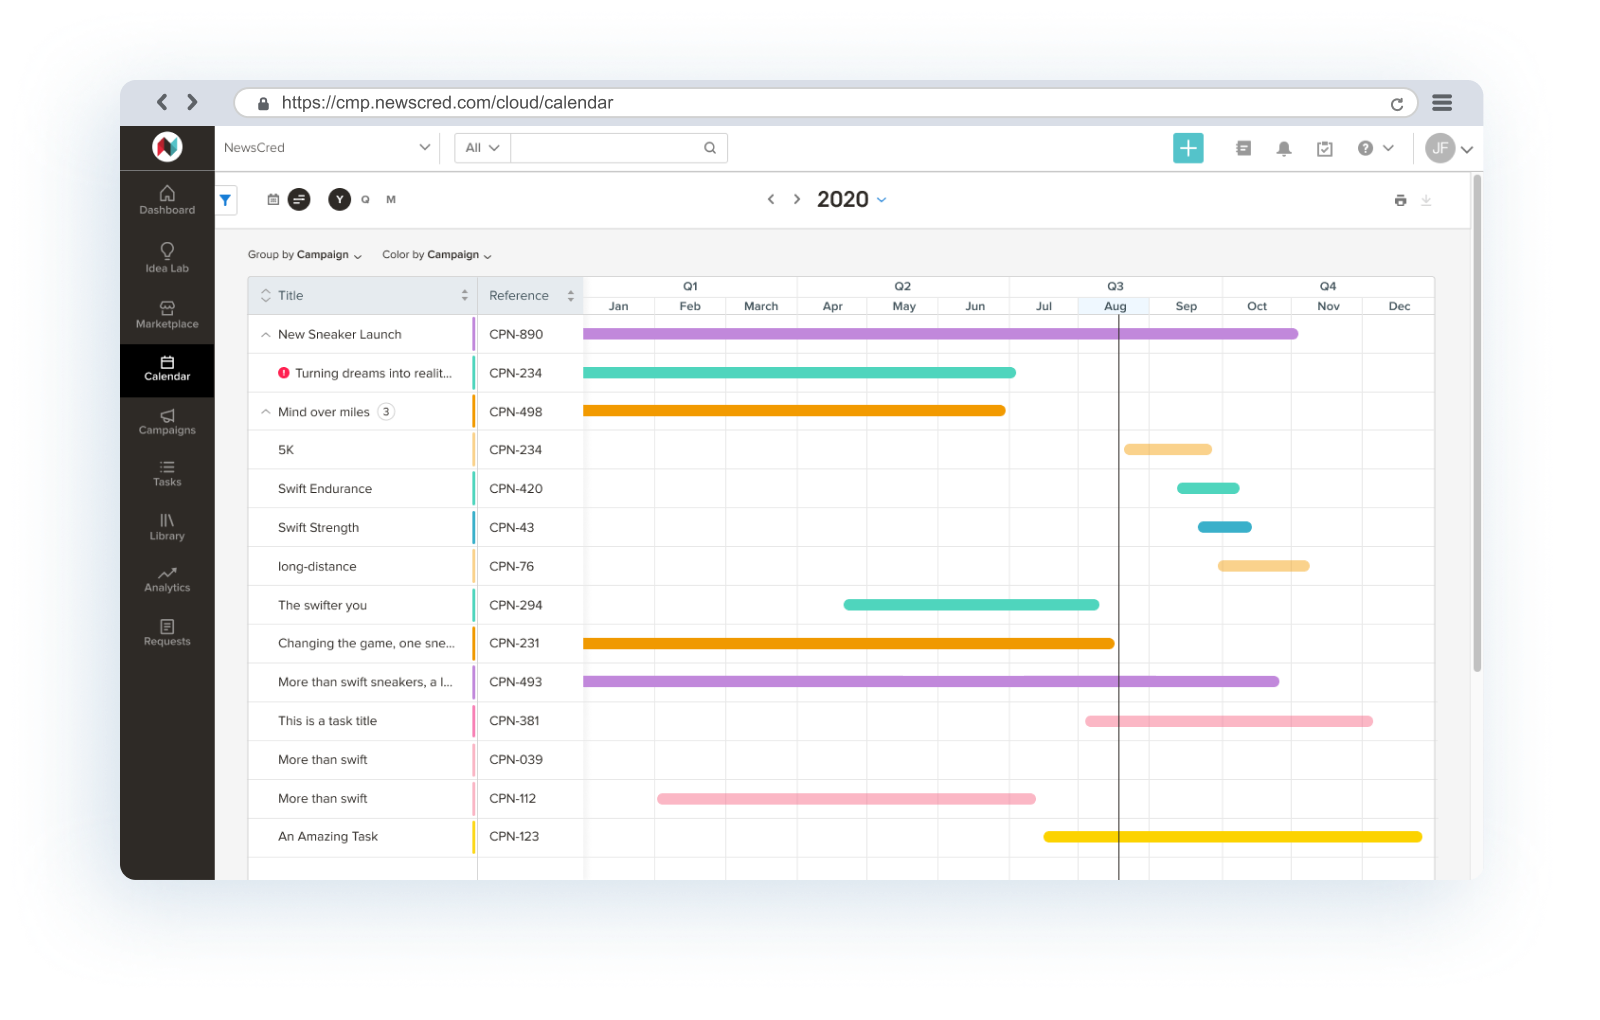 https://cmp.newscred.com/cloud/calendar
NewsCred
All
JF
Dashboard
Idea Lab
Marketplace
Calendar
Campaigns
Tasks
Library
Analytics
Requests
Y Q M
2020
Group by Campaign Color by Campaign
Title Reference
Q1 Q2 Q3 Q4
Jan Feb March Apr May Jun Jul Aug Sep Oct Nov Dec
New Sneaker Launch CPN-890
Turning dreams into realit... CPN-234
Mind over miles 3 CPN-498
5K CPN-234
Swift Endurance CPN-420
Swift Strength CPN-43
long-distance CPN-76
The swifter you CPN-294
Changing the game, one sne... CPN-231
More than swift sneakers, a l... CPN-493
This is a task title CPN-381
More than swift CPN-039
More than swift CPN-112
An Amazing Task CPN-123